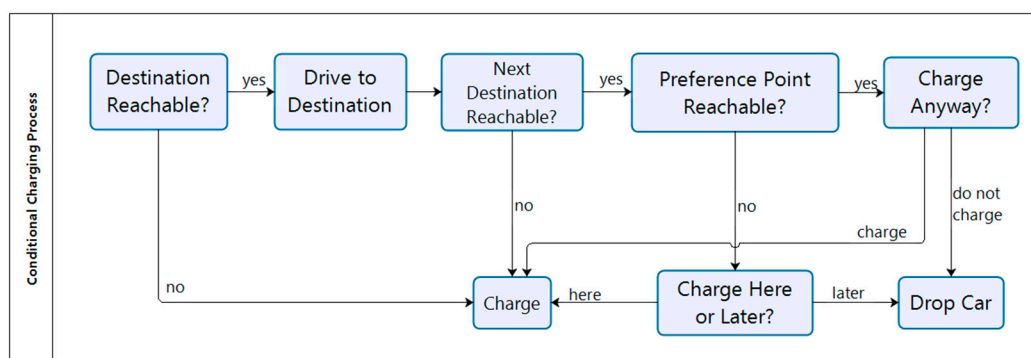 Conditional Charging Process
Destination
Reachable?
yes
Drive to
Destination
Next
Destination
Reachable?
yes
Preference Point
Reachable?
yes
Charge
Anyway?
no
no
do not
charge
charge
no
Charge
here
Charge Here
or Later?
later
Drop Car